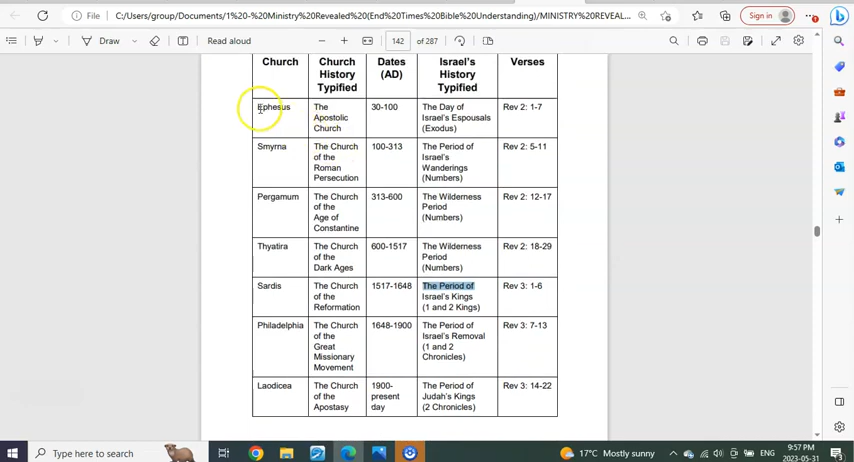 File
C:/Users/group/Documents/1%20-%20Ministry%20Revealed%20(End%20Times%20Bible%20Understanding)/MINISTRY%20REVEAL...
Sign in
Draw
Read aloud
142
of 287
Church
Church
History
Typified
Dates
(AD)
Israel's
History
Typified
Verses
Ephesus
The
Apostolic
Church
30-100
The Day of
Israel's Espousals
(Exodus)
Rev 2: 1-7
Smyrna
The Church
of the
Roman
Persecution
100-313
The Period of
Israel's
Wanderings
(Numbers)
Rev 2: 5-11
Pergamum
The Church
of the
Age of
Constantine
313-600
The Wilderness
Period
(Numbers)
Rev 2: 12-17
Thyatira
The Church
of the
Dark Ages
600-1517
The Wilderness
Period
(Numbers)
Rev 2: 18-29
Sardis
The Church
of the
Reformation
1517-1648
The Period of
Israel's Kings
(1 and 2 Kings)
Rev 3: 1-6
Philadelphia
The Church
of the
Great
Missionary
Movement
1648-1900
The Period of
Israel's Removal
(1 and 2
Chronicles)
Rev 3: 7-13
Laodicea
The Church
of the
Apostasy
1900-
present
day
The Period of
Judah's Kings
(2 Chronicles)
Rev 3: 14-22
Type here to search
17°C Mostly sunny
ENG
9:57 PM
2023-05-31